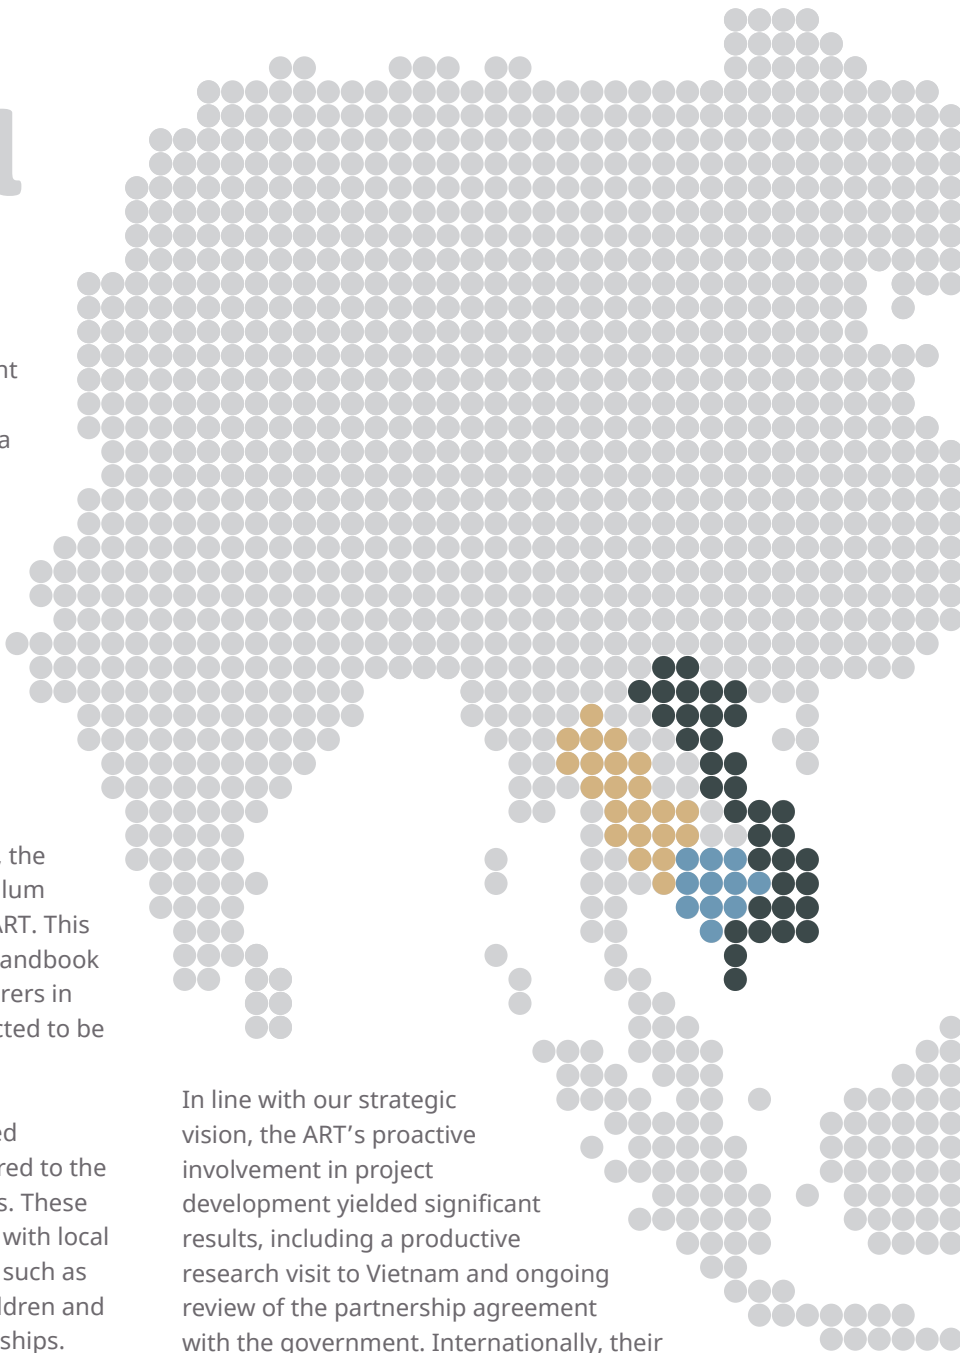 nt
a
the
lum
ART. This
andbook
rers in
cted to be
ed
red to the
s. These
with local
such as
ldren and
ships.
In line with our strategic
vision, the ART’s proactive
involvement in project
development yielded significant
results, including a productive
research visit to Vietnam and ongoing
review of the partnership agreement
with the government. Internationally, their